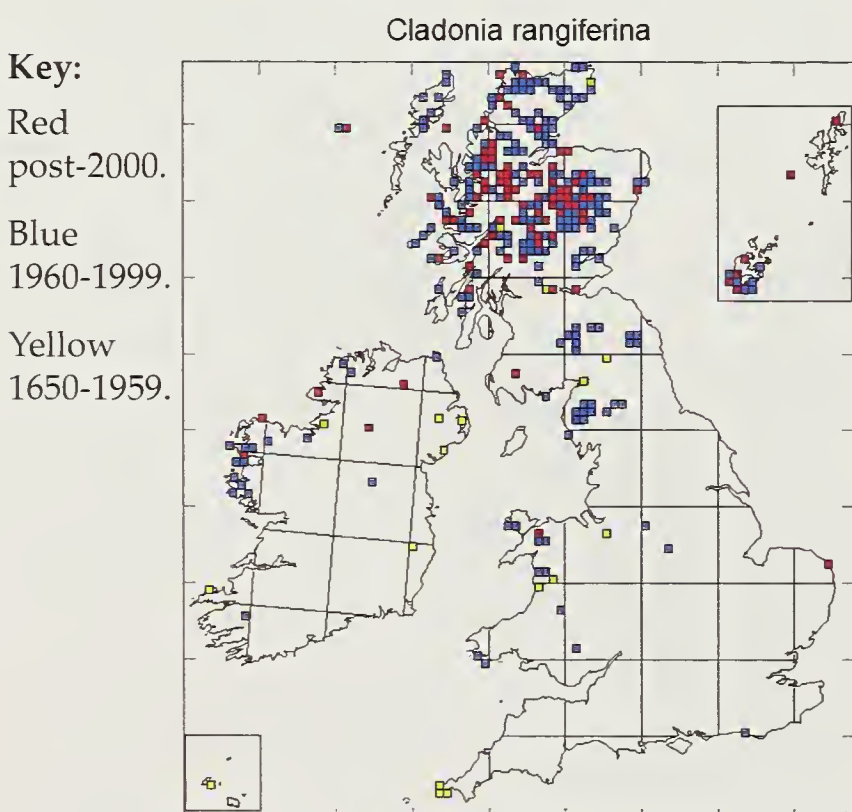 Cladonia rangiferina
Key:
Red
post-2000.
Blue
1960-1999.
Yellow
1650-1959.